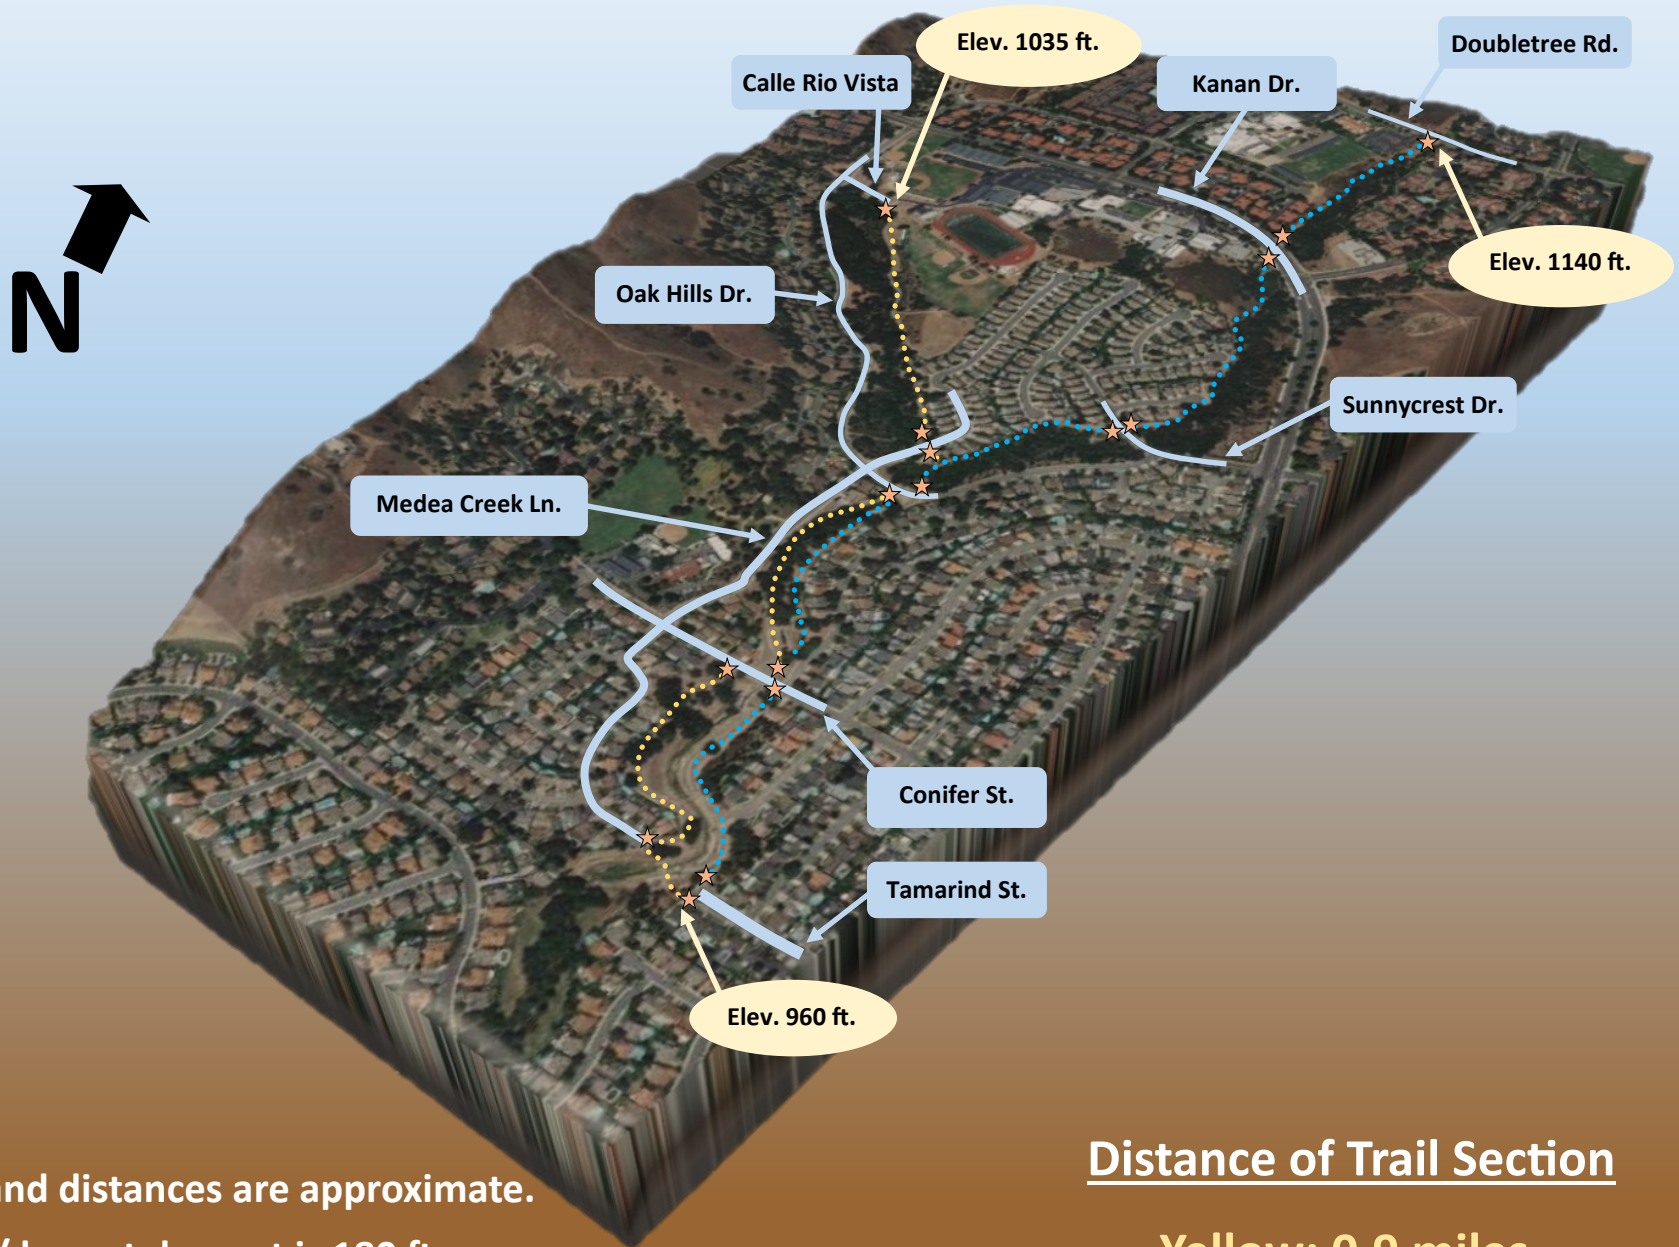 Elev. 1035 ft.
Doubletree Rd.
Calle Rio Vista
Kanan Dr.
N
Elev. 1140 ft.
Oak Hills Dr.
Sunnycrest Dr.
Medea Creek Ln.
Conifer St.
Tamarind St.
Elev. 960 ft.
Distance of Trail Section
and distances are approximate.